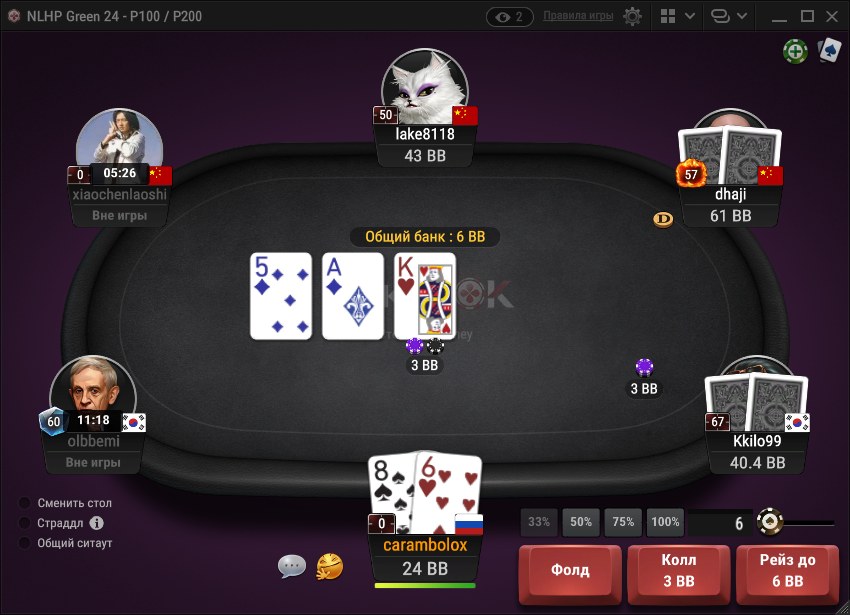 NLHP Green 24 - P100 / P200
2
Правила игры
50
lake8118
43 BB
0
05:26
xiaochenlaoshi
Вне игры
57
dhaji
61 BB
D
Общий банк : 6 BB
5
A
K
3 BB
3 BB
60
11:18
olbbemi
Вне игры
67
Kkilo99
40.4 BB
8
6
0
carambolox
24 BB
Сменить стол
Страддл i
Общий ситаут
33%
50%
75%
100%
6
Фолд
Колл
3 BB
Рейз до
6 BB